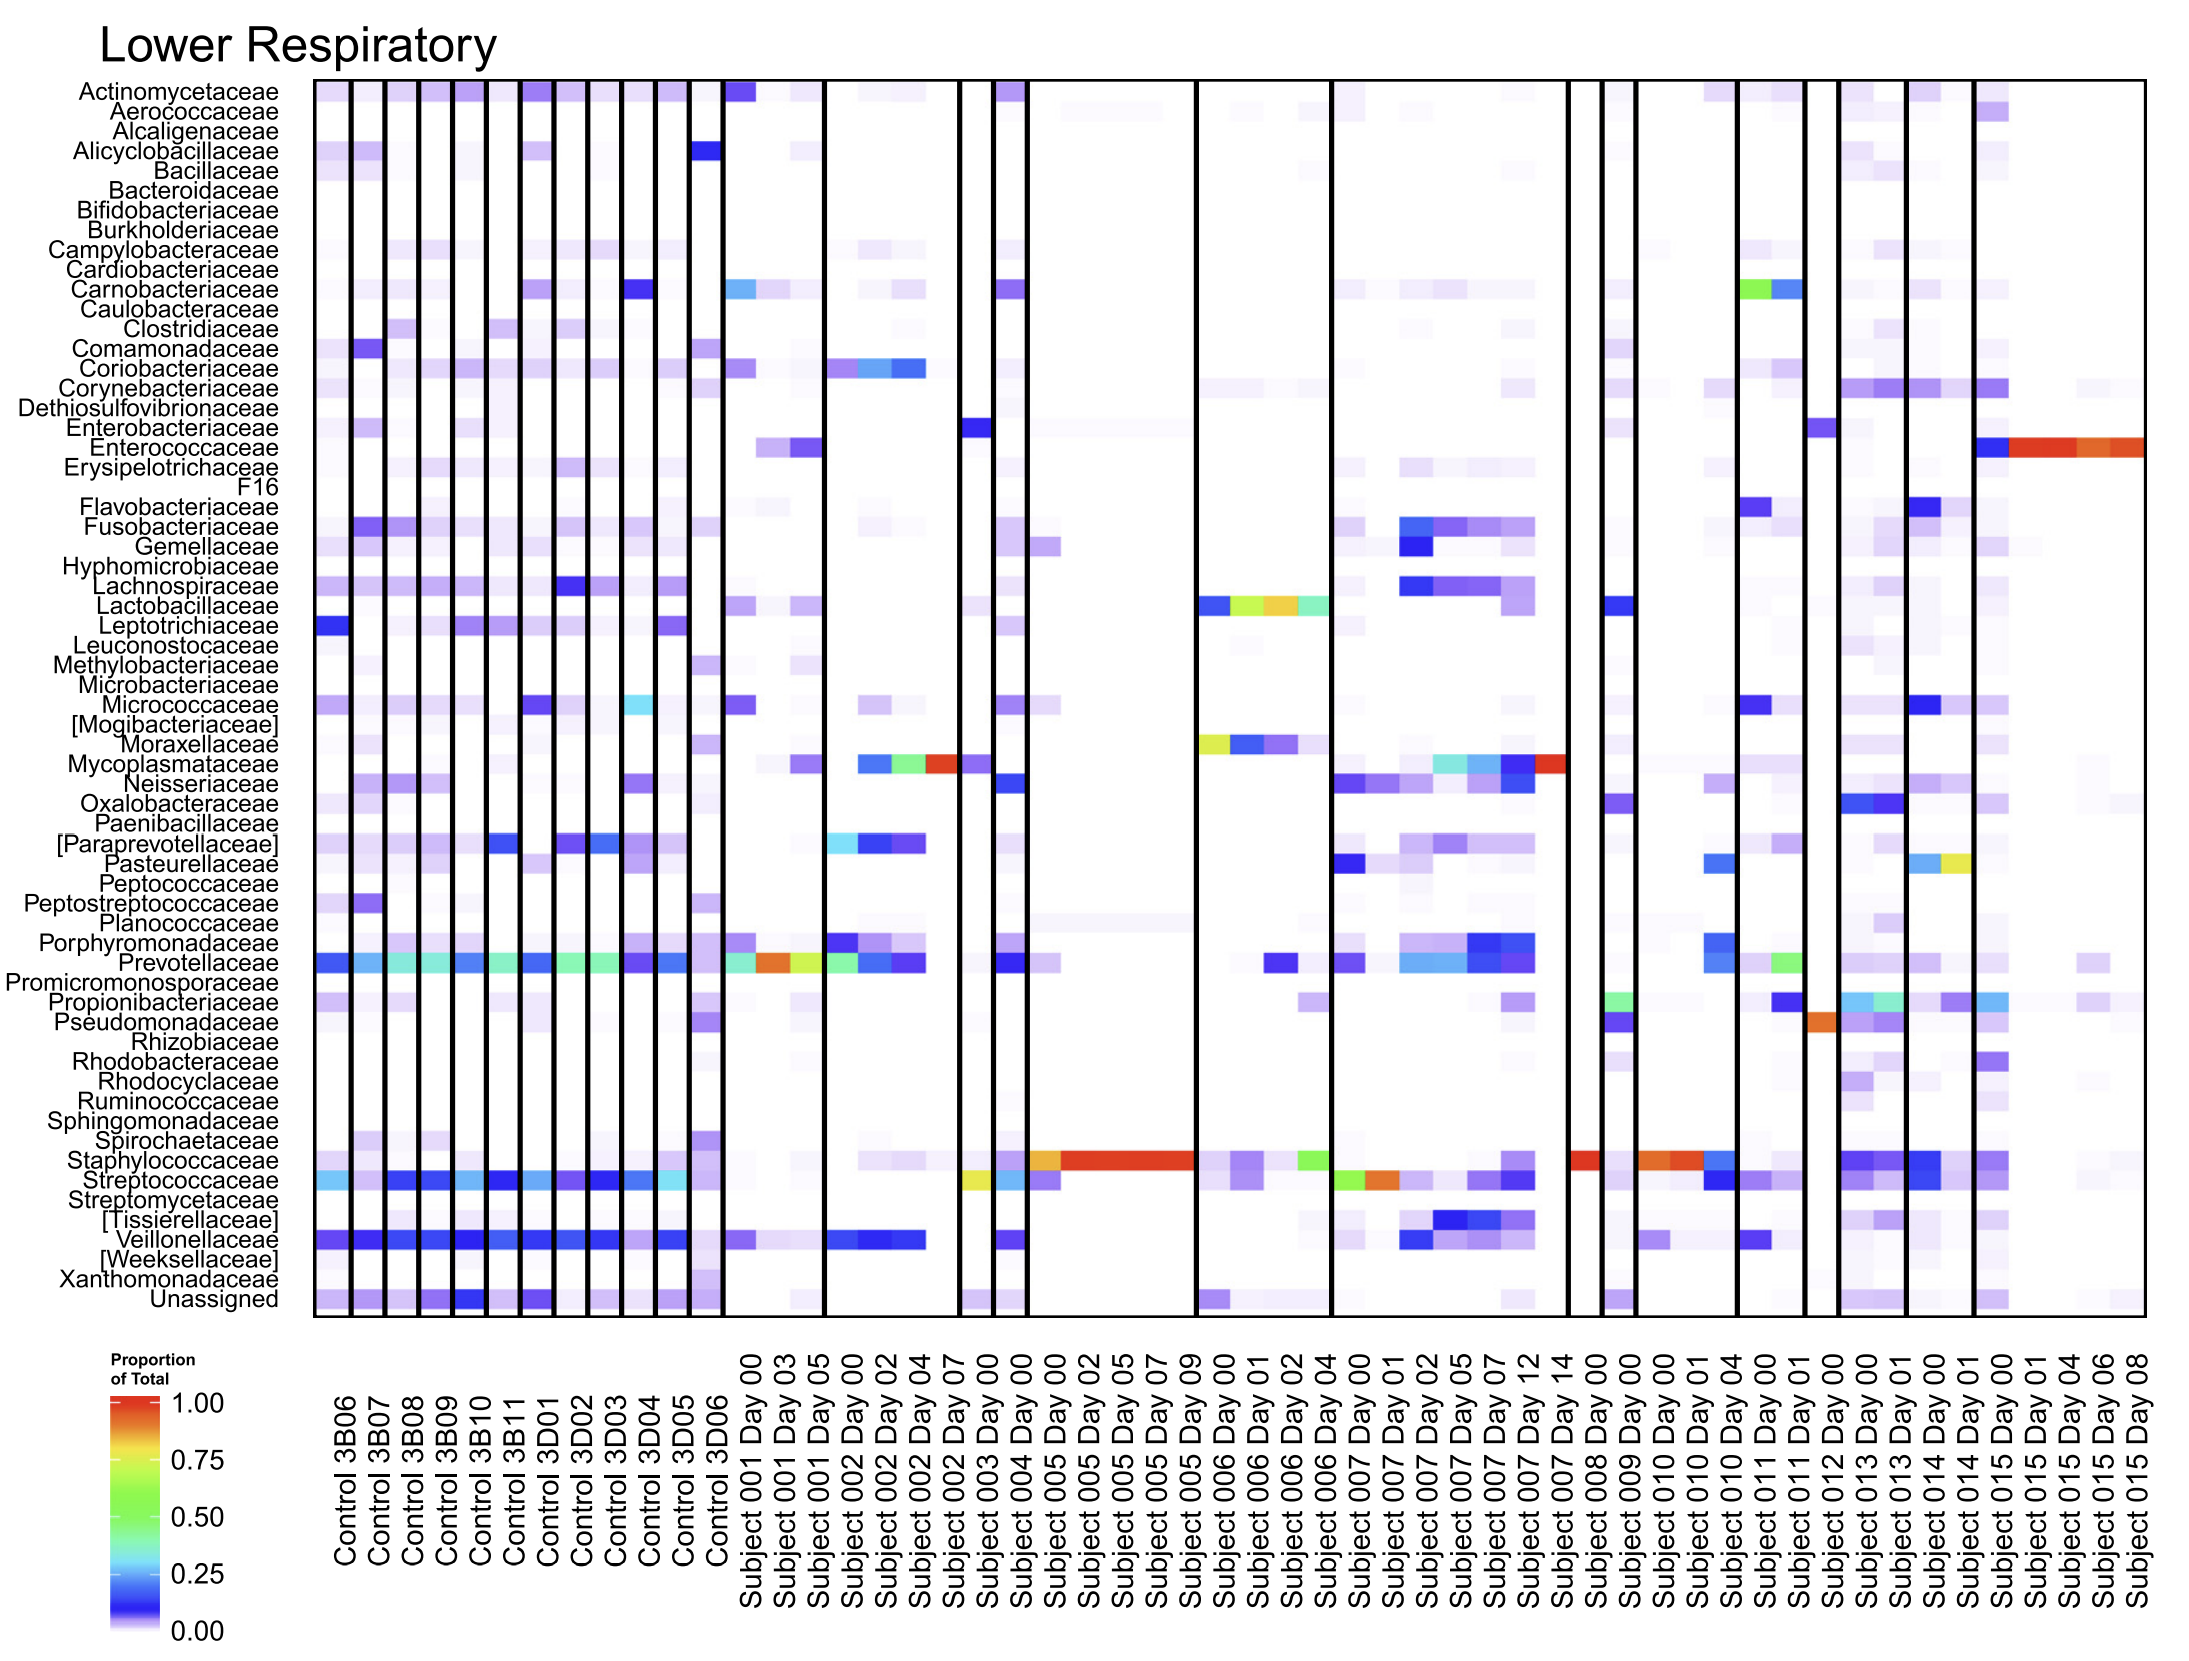 Lower Respiratory
Actinomycetaceae
Aerococcaceae
Alcaligenaceae
Alicyclobacillaceae
Bacillaceae
Bacteroidaceae
Bifidobacteriaceae
Burkholderiaceae
Campylobacteraceae
Cardiobacteriaceae
Carnobacteriaceae
Caulobacteraceae
Clostridiaceae
Comamonadaceae
Coriobacteriaceae
Corynebacteriaceae
Dethiosulfovibrionaceae
Enterobacteriaceae
Enterococcaceae
Erysipelotrichaceae
F16
Flavobacteriaceae
Fusobacteriaceae
Gemellaceae
Hyphomicrobiaceae
Lachnospiraceae
Lactobacillaceae
Leptotrichiaceae
Leuconostocaceae
Methylobacteriaceae
Microbacteriaceae
Micrococcaceae
[Mogibacteriaceae]
Moraxellaceae
Mycoplasmataceae
Neisseriaceae
Oxalobacteraceae
Paenibacillaceae
[Paraprevotellaceae]
Pasteurellaceae
Peptococcaceae
Peptostreptococcaceae
Planococcaceae
Porphyromonadaceae
Prevotellaceae
Promicromonosporaceae
Propionibacteriaceae
Pseudomonadaceae
Rhizobiaceae
Rhodobacteraceae
Rhodocyclaceae
Ruminococcaceae
Sphingomonadaceae
Spirochaetaceae
Staphylococcaceae
Streptococcaceae
Streptomycetaceae
[Tissierellaceae]
Veillonellaceae
[Weeksellaceae]
Xanthomonadaceae
Unassigned
Proportion
of Total
1.00
0.75
0.50
0.25
0.00
Control 3B06
Control 3B07
Control 3B08
Control 3B09
Control 3B10
Control 3B11
Control 3D01
Control 3D02
Control 3D03
Control 3D04
Control 3D05
Control 3D06
Subject 001 Day 00
Subject 001 Day 03
Subject 001 Day 05
Subject 002 Day 00
Subject 002 Day 02
Subject 002 Day 04
Subject 002 Day 07
Subject 003 Day 00
Subject 004 Day 00
Subject 005 Day 00
Subject 005 Day 02
Subject 005 Day 05
Subject 005 Day 07
Subject 005 Day 09
Subject 006 Day 00
Subject 006 Day 01
Subject 006 Day 02
Subject 006 Day 04
Subject 007 Day 00
Subject 007 Day 01
Subject 007 Day 02
Subject 007 Day 05
Subject 007 Day 07
Subject 007 Day 12
Subject 007 Day 14
Subject 008 Day 00
Subject 009 Day 00
Subject 010 Day 00
Subject 010 Day 01
Subject 010 Day 04
Subject 011 Day 00
Subject 011 Day 01
Subject 012 Day 00
Subject 013 Day 00
Subject 013 Day 01
Subject 014 Day 00
Subject 014 Day 01
Subject 015 Day 00
Subject 015 Day 01
Subject 015 Day 04
Subject 015 Day 06
Subject 015 Day 08